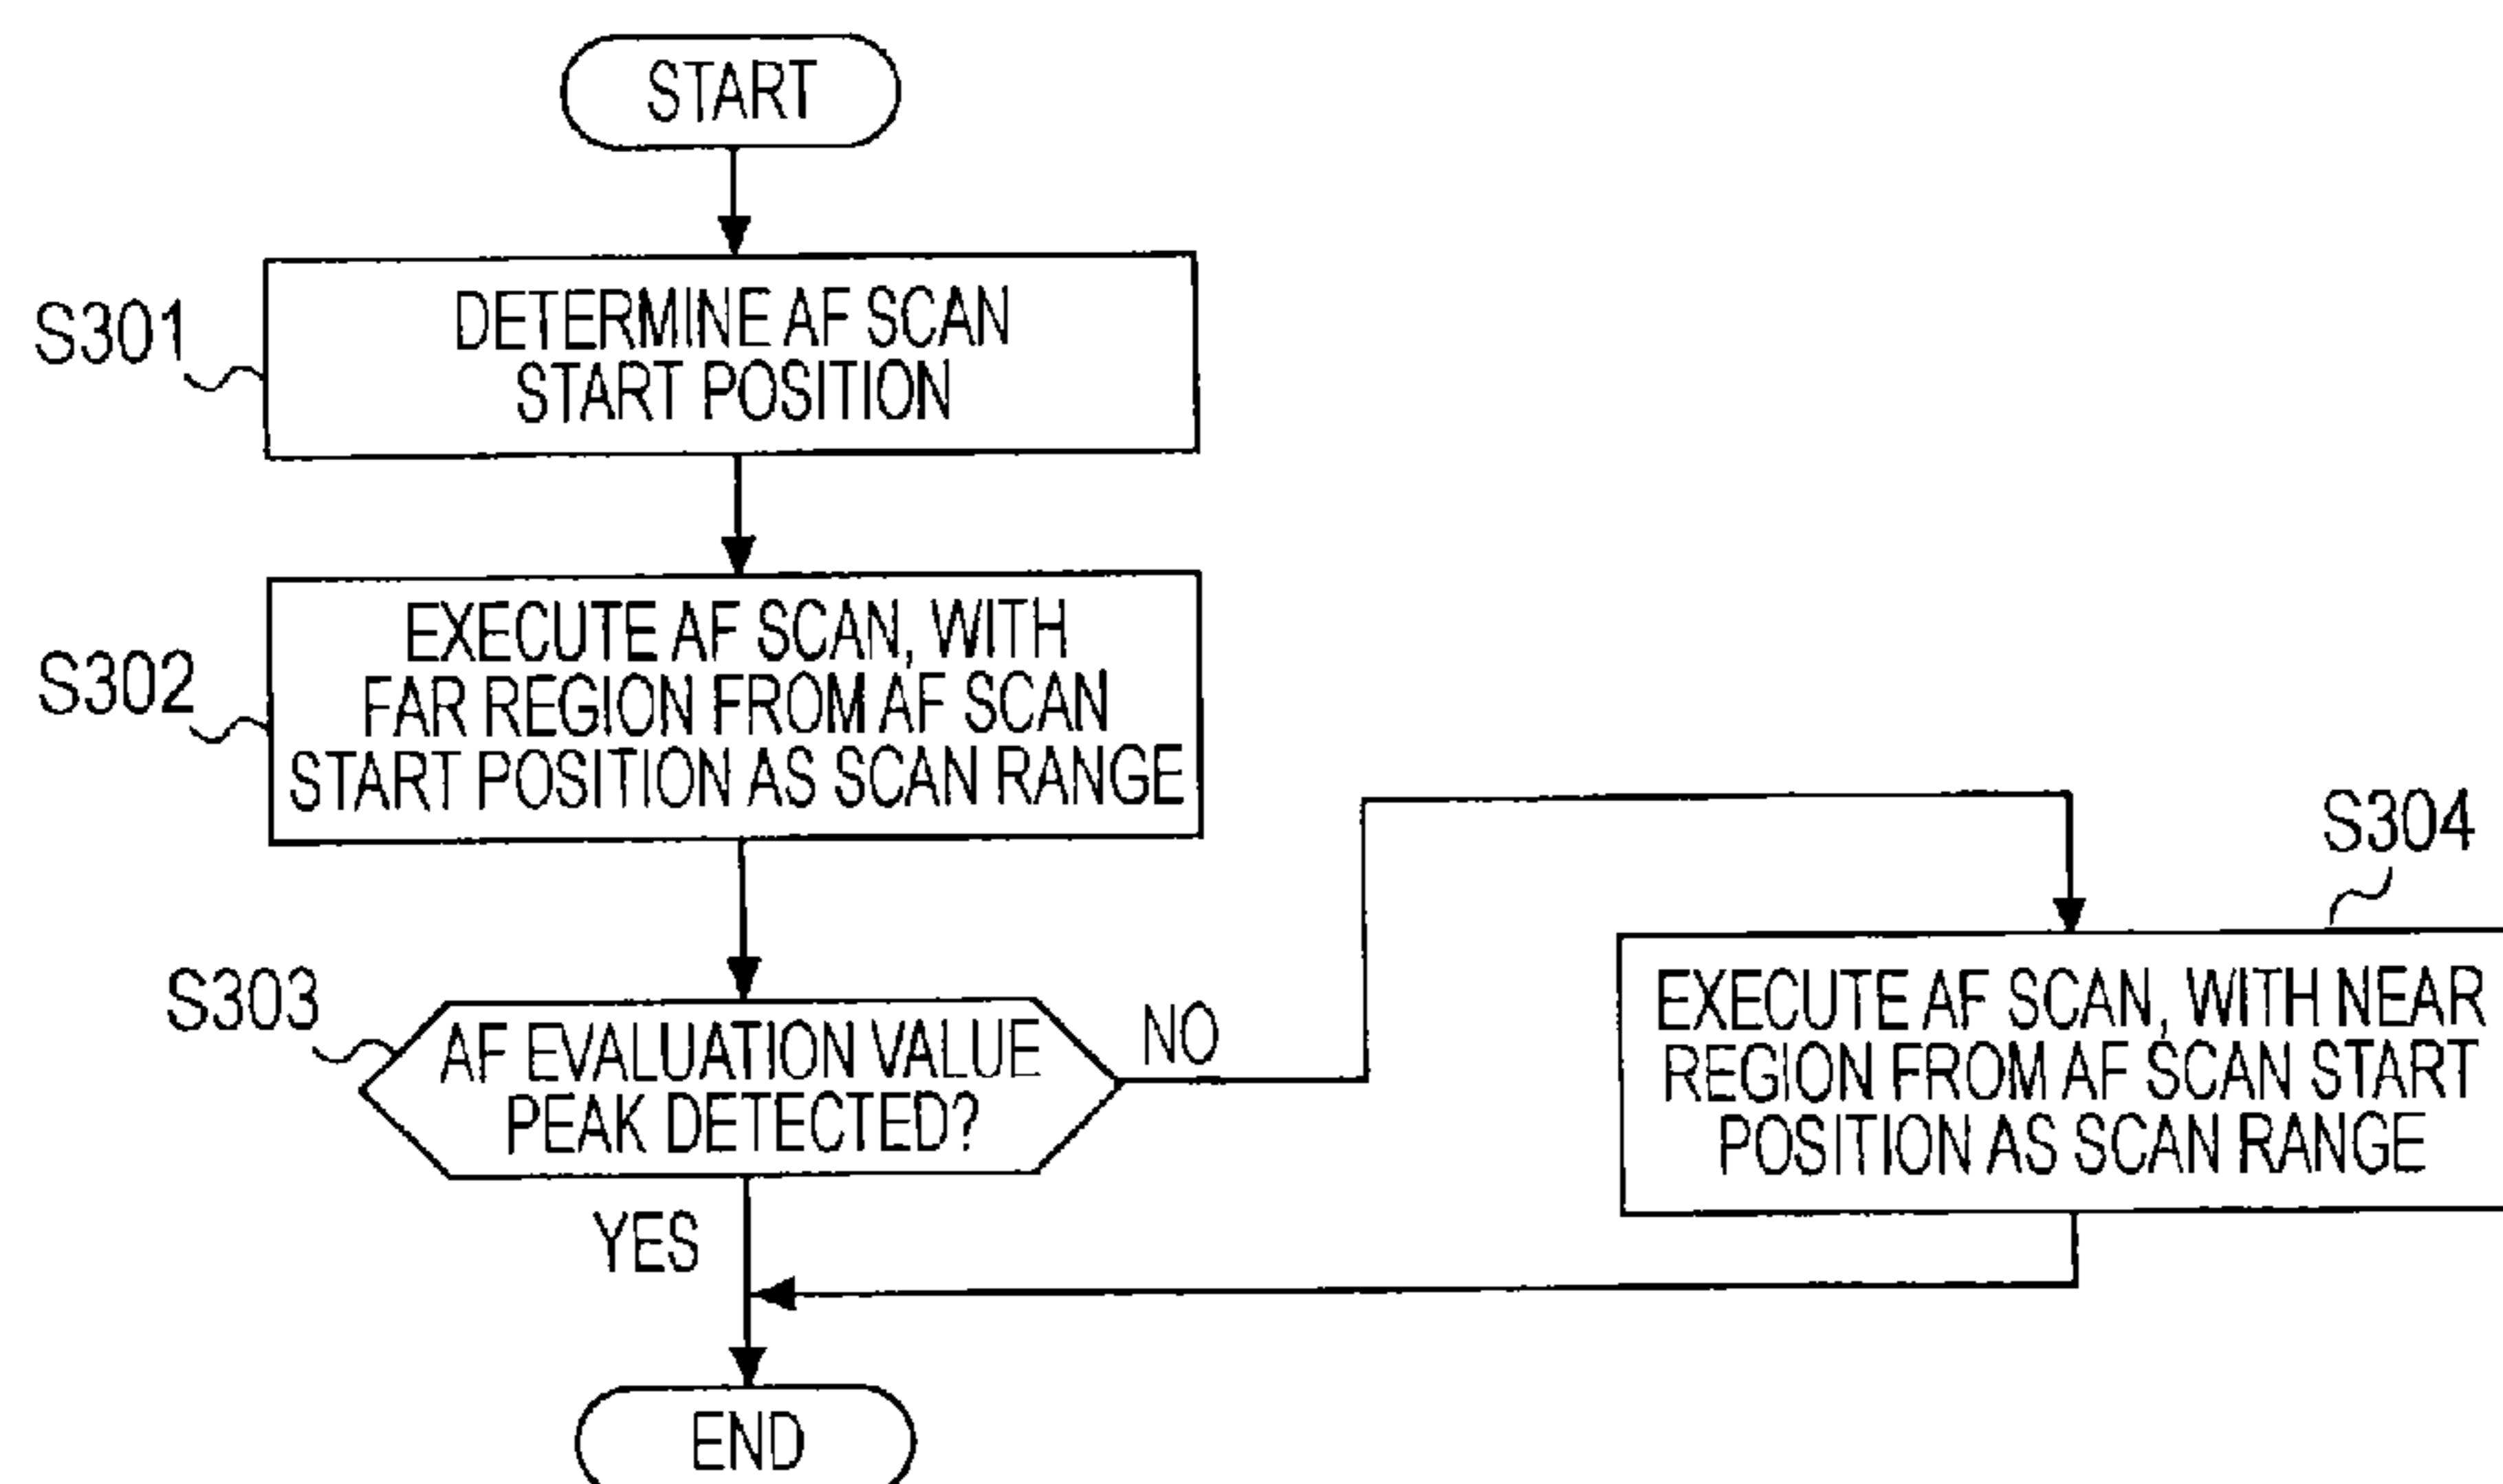 START
S301
DETERMINE AF SCAN
START POSITION
S302
EXECUTE AF SCAN, WITH
FAR REGION FROM AF SCAN
START POSITION AS SCAN RANGE
S303
AF EVALUATION VALUE
PEAK DETECTED?
NO
YES
S304
EXECUTE AF SCAN, WITH NEAR
REGION FROM AF SCAN START
POSITION AS SCAN RANGE
END